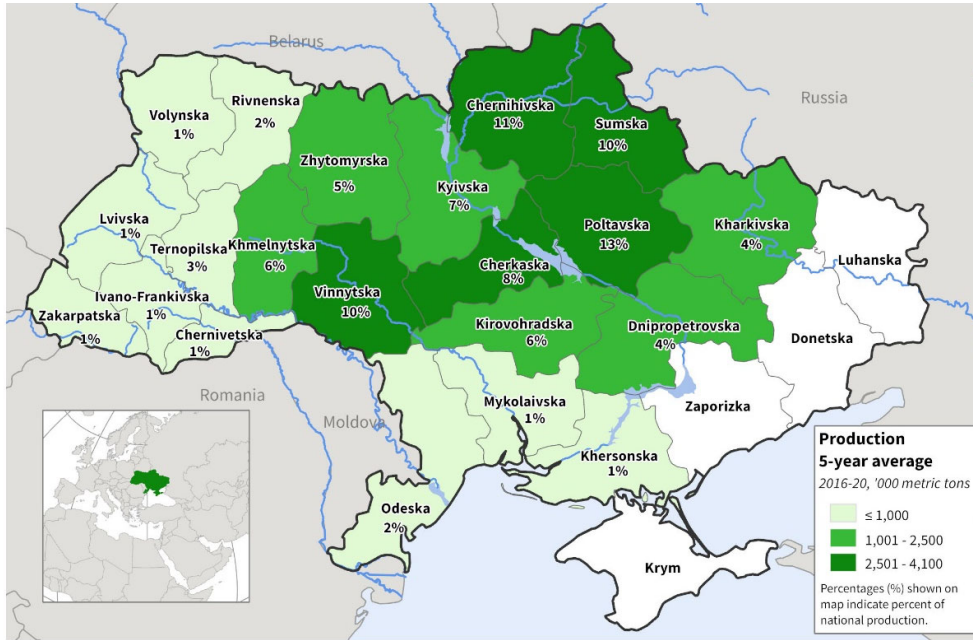 Belarus
Russia
Volynska
1%
Rivnenska
2%
Zhytomyrska
5%
Chernihivska
11%
Sumska
10%
Kyivska
7%
Lvivska
1%
Ternopilska
3%
Khmelnytska
6%
Vinnytska
10%
Cherkaska
8%
Poltavska
13%
Kharkivska
4%
Luhanska
Ivano-Frankivska
1%
Zakarpatska
1%
Chernivetska
1%
Kirovohradska
6%
Dnipropetrovska
4%
Donetska
Romania
Moldova
Mykolaivska
1%
Zaporizka
Khersonska
1%
Odeska
2%
Krym
Production
5-year average
2016-20, '000 metric tons
≤ 1,000
1,001 - 2,500
2,501 - 4,100
Percentages (%) shown on
map indicate percent of
national production.